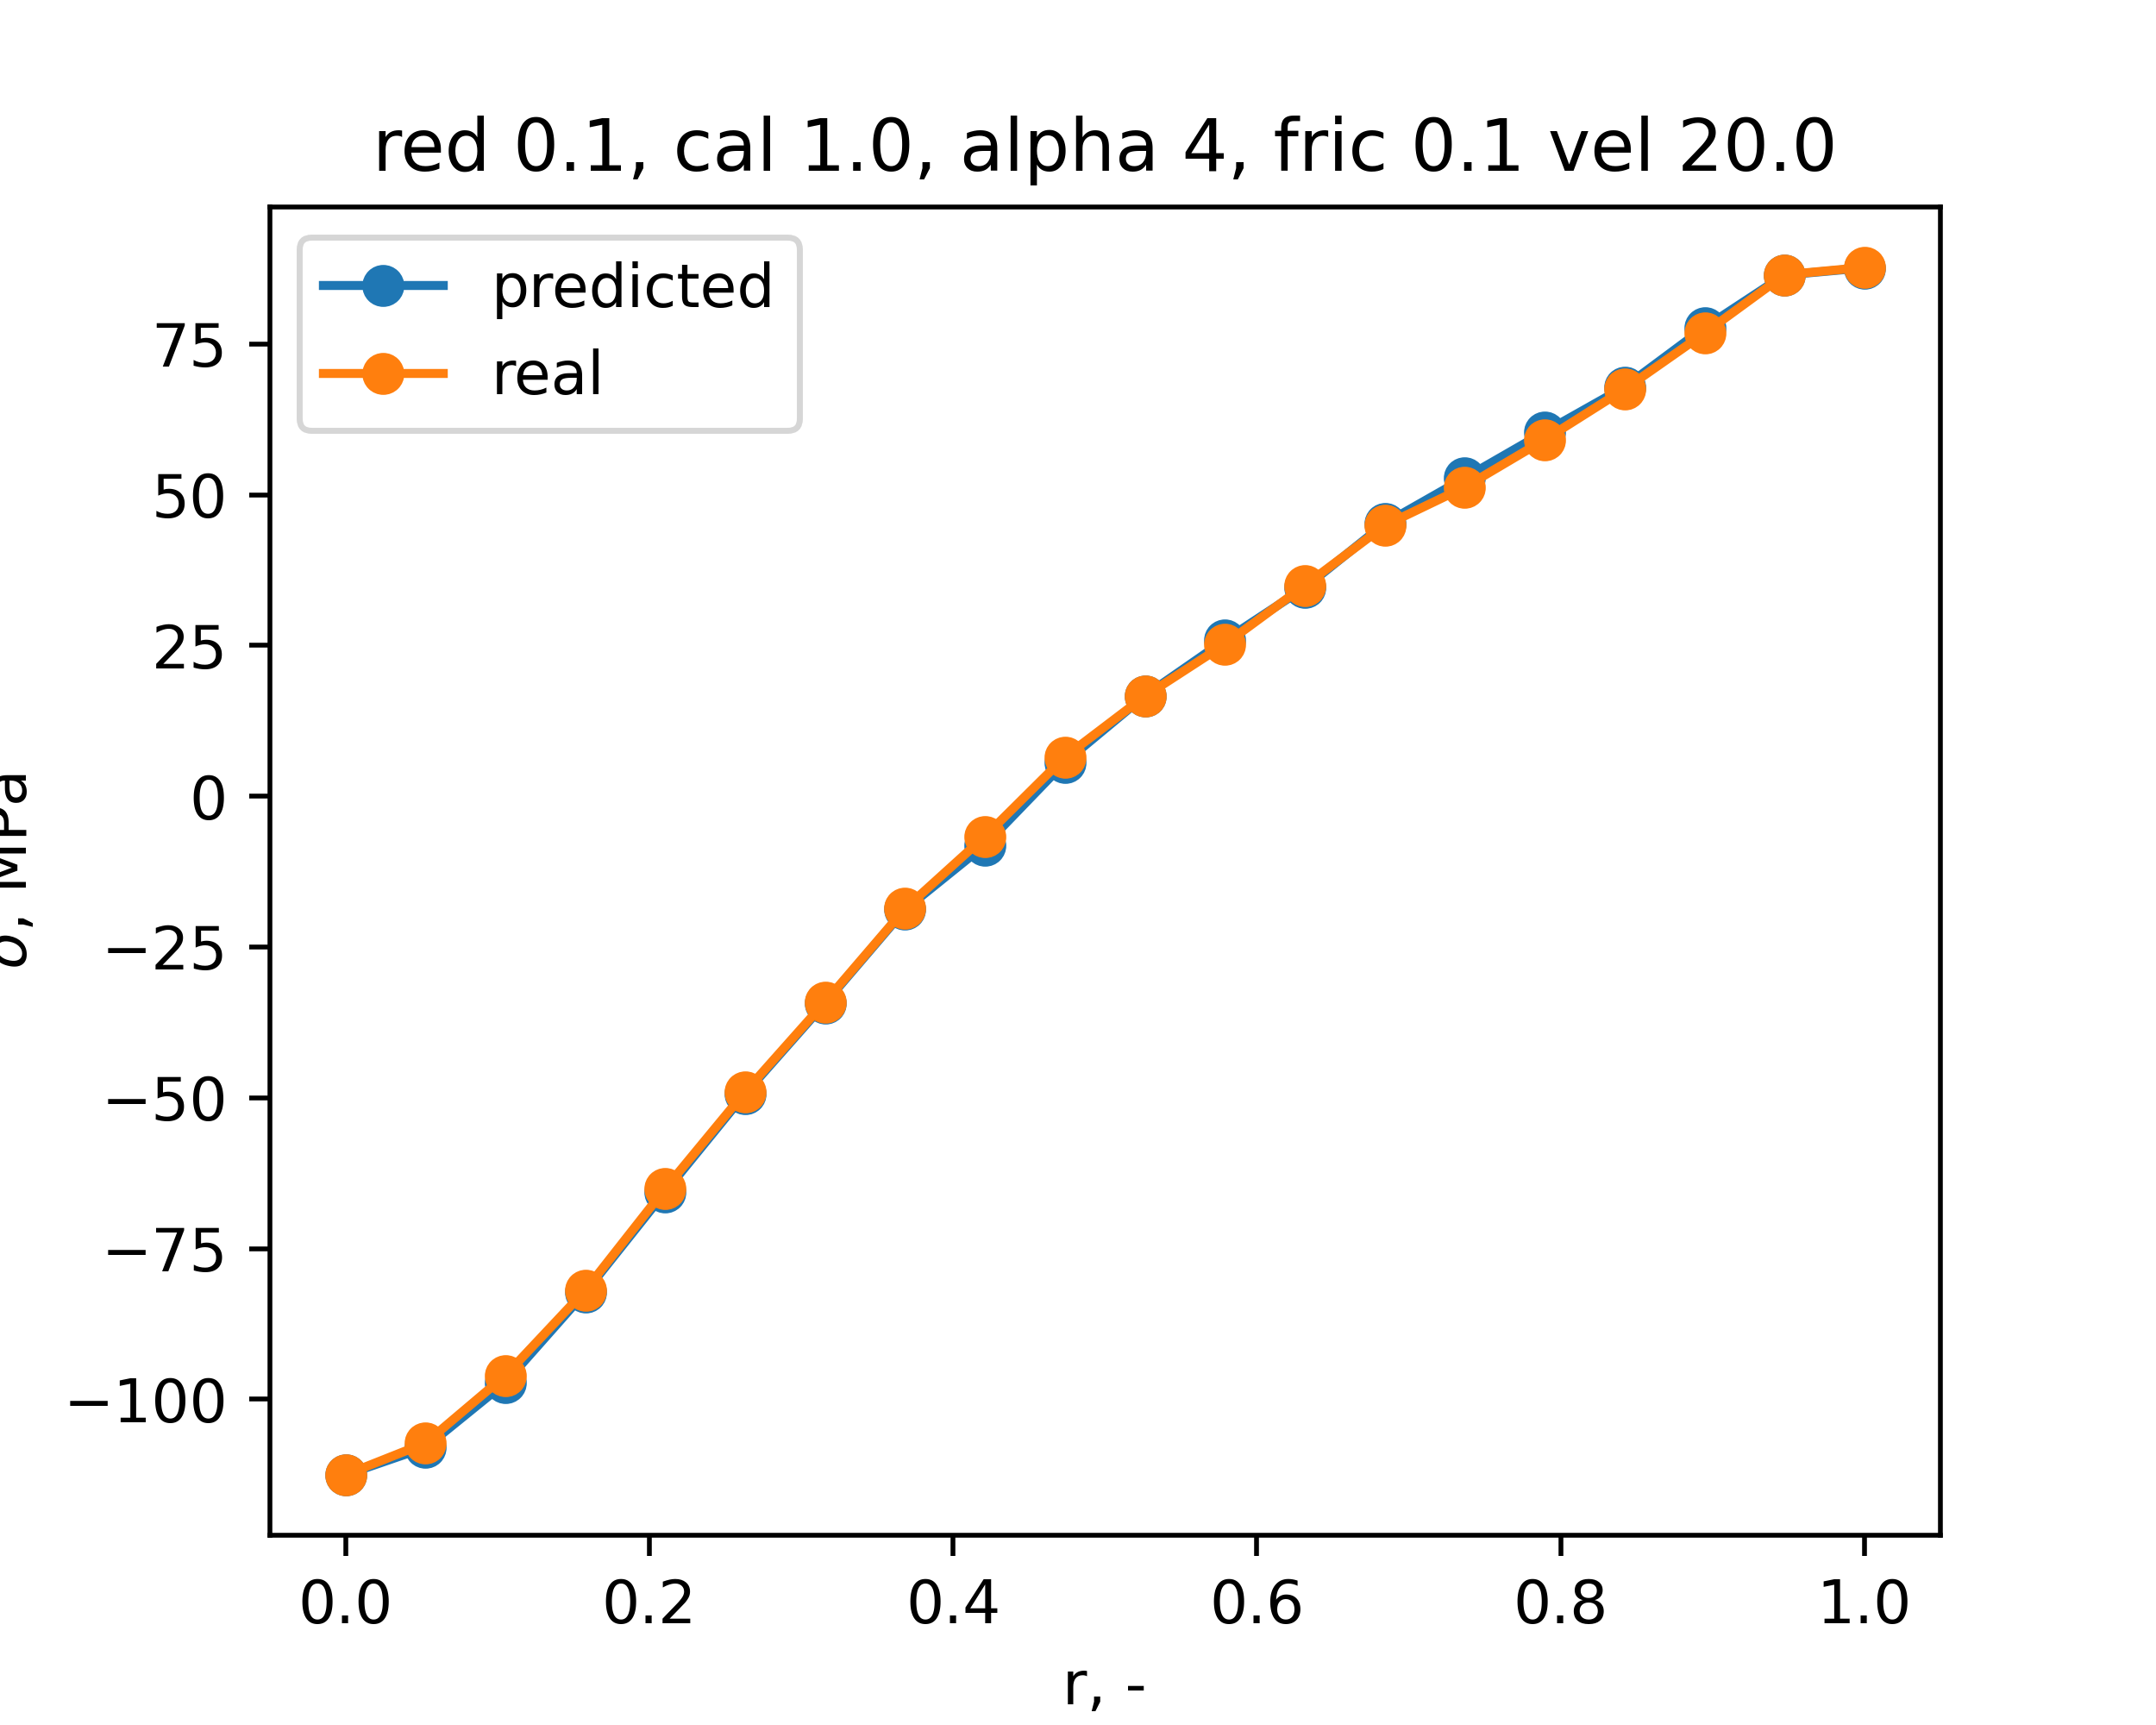 red 0.1, cal 1.0, alpha 4, fric 0.1 vel 20.0
predicted
real
75
50
25
0
−25
−50
−75
−100
σ, MPa
0.0 0.2 0.4 0.6 0.8 1.0
r, -